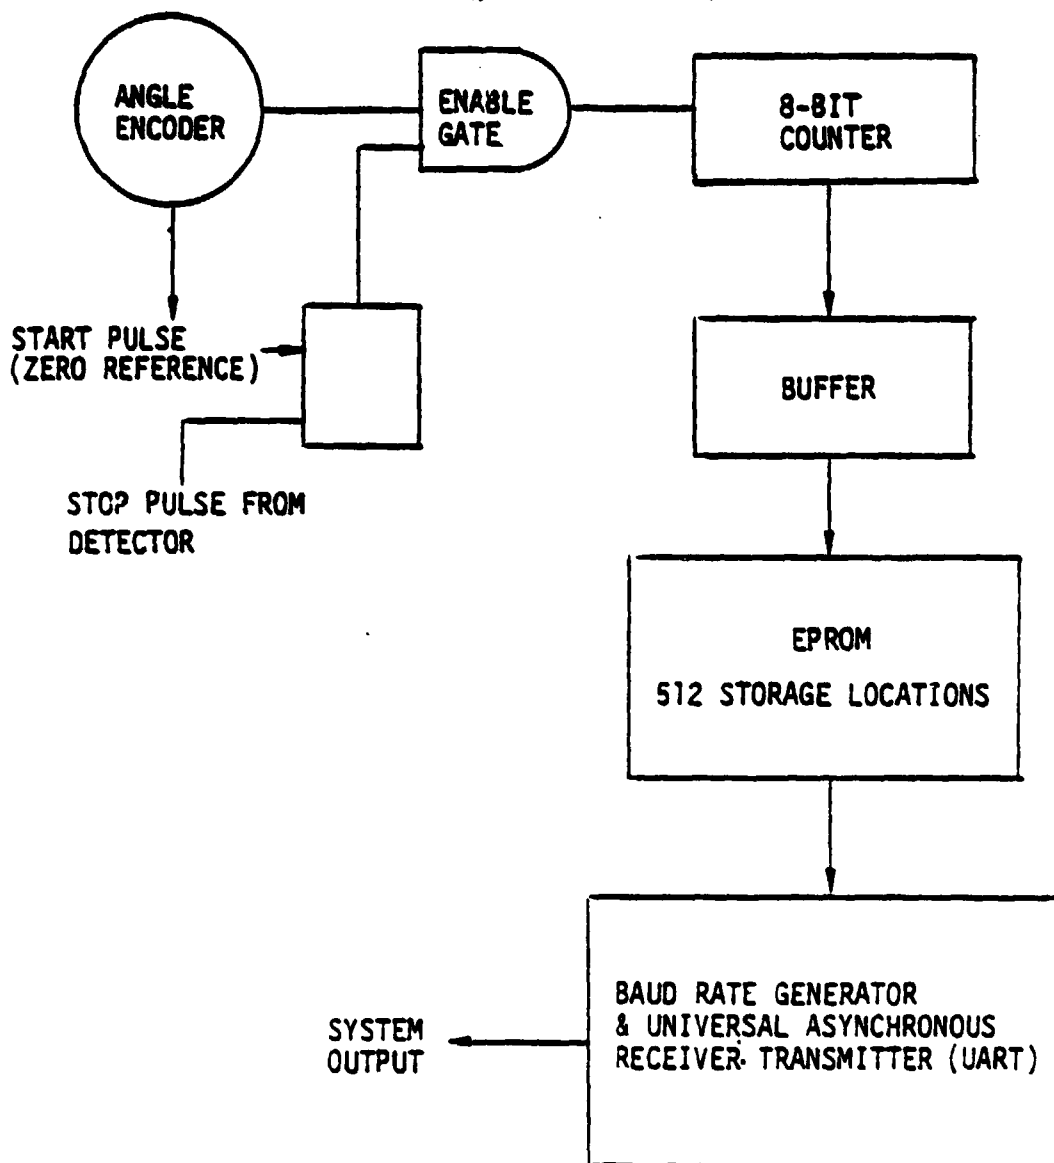 ANGLE
ENCODER
ENABLE
GATE
8-BIT
COUNTER
START PULSE
(ZERO REFERENCE)
BUFFER
STOP PULSE FROM
DETECTOR
EPROM
512 STORAGE LOCATIONS
BAUD RATE GENERATOR
& UNIVERSAL ASYNCHRONOUS
RECEIVER TRANSMITTER (UART)
SYSTEM
OUTPUT